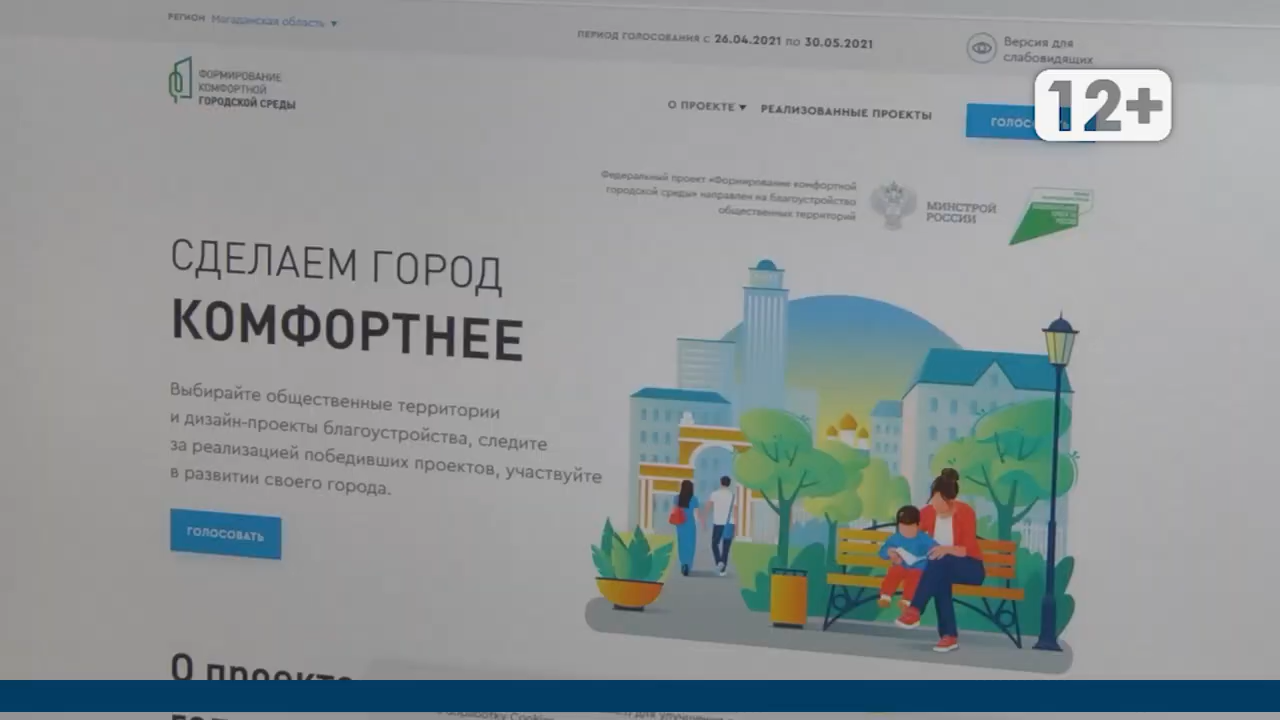 РЕГИОН Магаданская область ▼
ПЕРИОД ГОЛОСОВАНИЯ с 26.04.2021 по 30.05.2021
Версия для
слабовидящих
ФОРМИРОВАНИЕ
КОМФОРТНОЙ
ГОРОДСКОЙ СРЕДЫ
О ПРОЕКТЕ ▼ РЕАЛИЗОВАННЫЕ ПРОЕКТЫ
12+
Федеральный проект «Формирование комфортной
городской среды» направлен на благоустройство
общественных территорий
МИНСТРОЙ
РОССИИ
СДЕЛАЕМ ГОРОД
КОМФОРТНЕЕ
Выбирайте общественные территории
и дизайн-проекты благоустройства, следите
за реализацией победивших проектов, участвуйте
в развитии своего города.
ГОЛОСОВАТЬ
О проекте